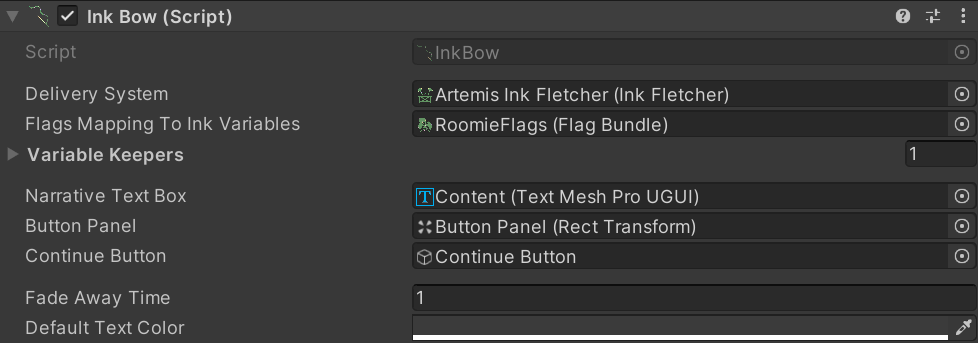 Ink Bow (Script)
Script InkBow
Delivery System Artemis Ink Fletcher (Ink Fletcher)
Flags Mapping To Ink Variables RoomieFlags (Flag Bundle)
Variable Keepers 1
Narrative Text Box Content (Text Mesh Pro UGUI)
Button Panel Button Panel (Rect Transform)
Continue Button Continue Button
Fade Away Time 1
Default Text Color